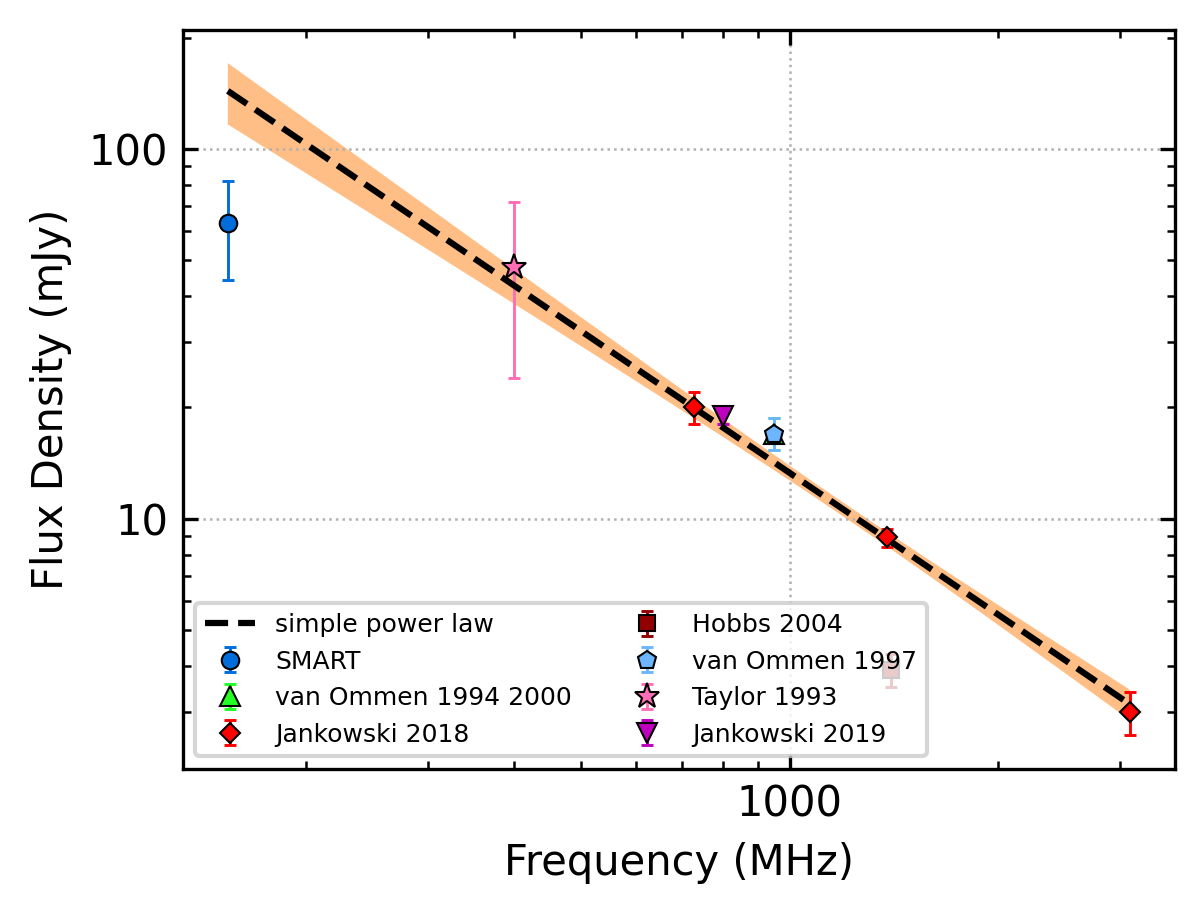 100
10
Flux Density (mJy)
simple power law
SMART
van Ommen 1994 2000
Jankowski 2018
Hobbs 2004
van Ommen 1997
Taylor 1993
Jankowski 2019
1000
Frequency (MHz)